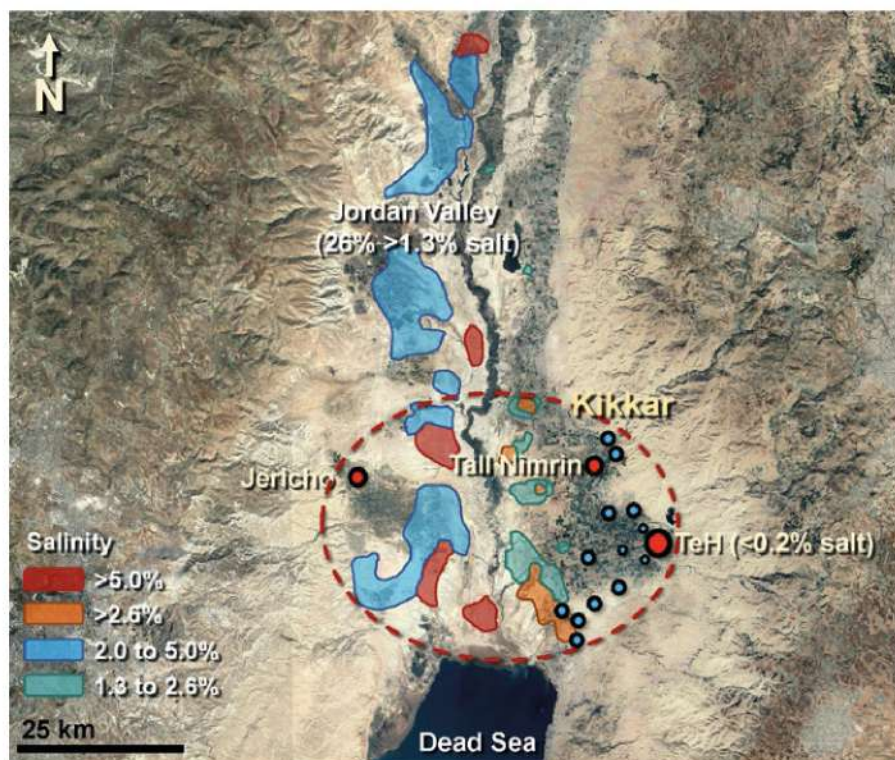 N
Jordan Valley
(26% >1.3% salt)
Kikkar
Jericho
Tall Nimrin
TeH (<0.2% salt)
Salinity
>5.0%
>2.6%
2.0 to 5.0%
1.3 to 2.6%
25 km
Dead Sea